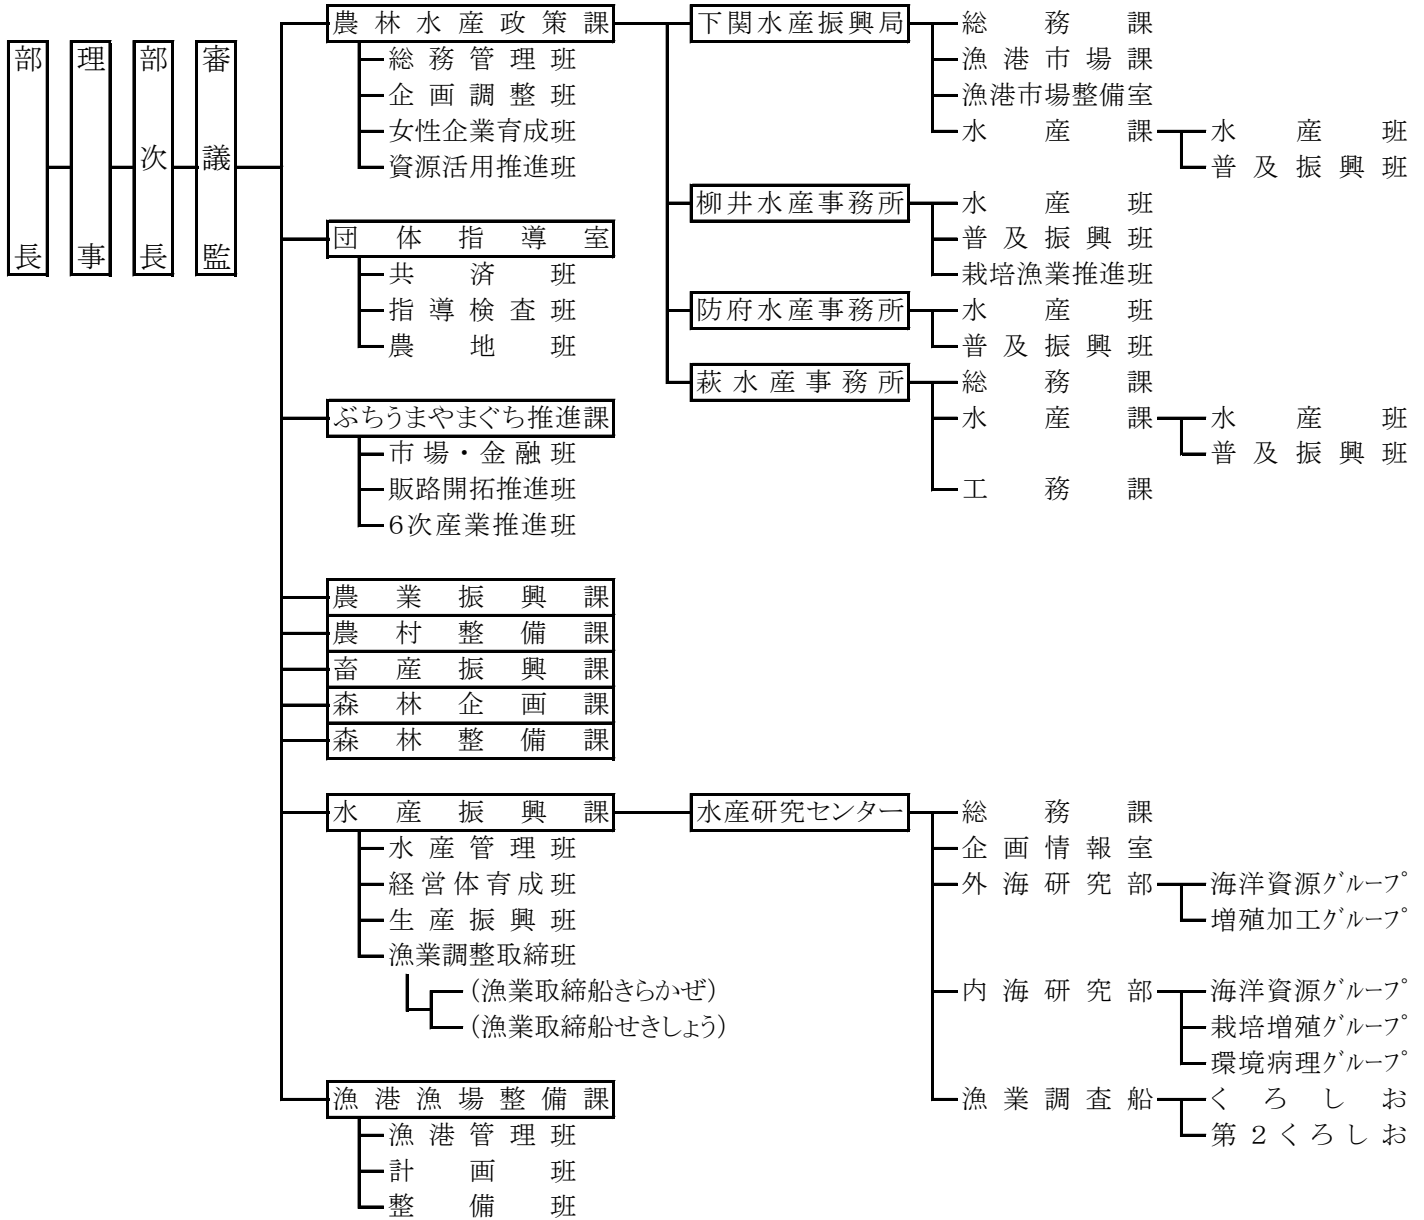 部長
理事
部次長
審議監
農林水産政策課
総務管理班
企画調整班
女性企業育成班
資源活用推進班
団体指導室
共済班
指導検査班
農地班
ぶちうまやまぐち推進課
市場・金融班
販路開拓推進班
6次産業推進班
農業振興課
農村整備課
畜産振興課
森林企画課
森林整備課
水産振興課
水産管理班
経営体育成班
生産振興班
漁業調整取締班
(漁業取締船きらかぜ)
(漁業取締船せきしょう)
漁港漁場整備課
漁港管理班
計画班
整備班
下関水産振興局
総務課
漁港市場課
漁港市場整備室
水産課
水産班
普及振興班
柳井水産事務所
水産班
普及振興班
栽培漁業推進班
防府水産事務所
水産班
普及振興班
萩水産事務所
総務課
水産課
水産班
普及振興班
工務課
水産研究センター
総務課
企画情報室
外海研究部
海洋資源グループ
増殖加工グループ
内海研究部
海洋資源グループ
栽培増殖グループ
環境病理グループ
漁業調査船
くろしお
第2くろしお